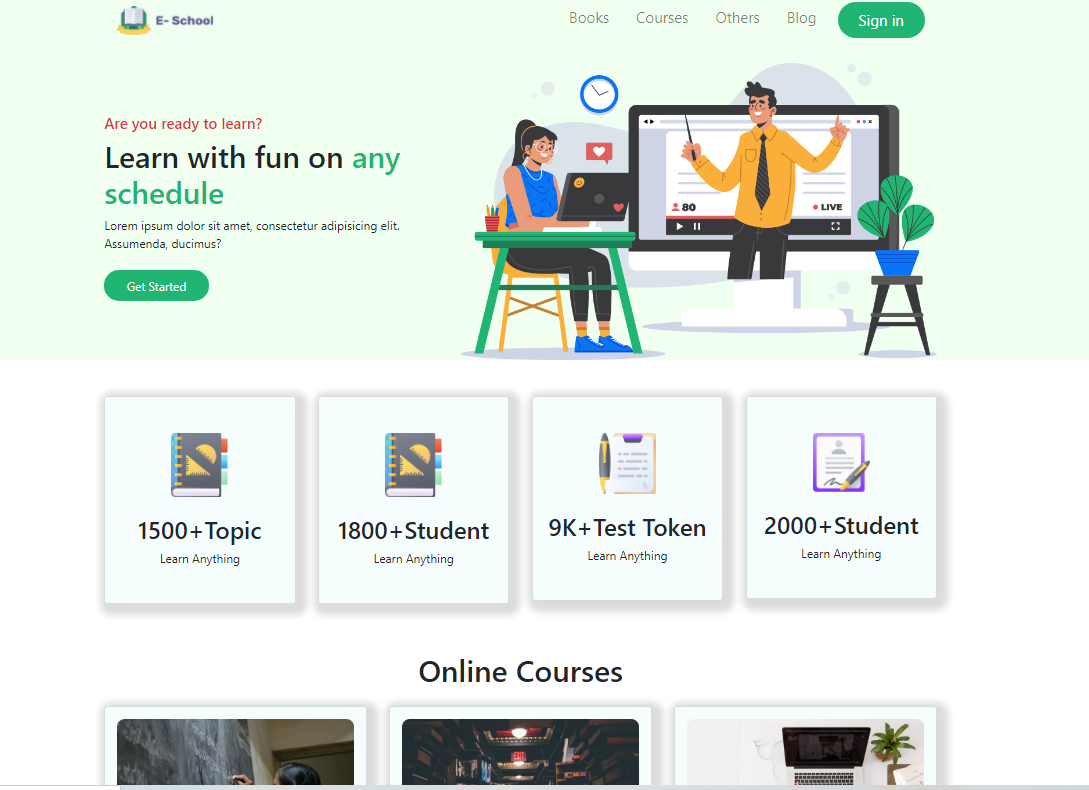 E- School
Books
Courses
Others
Blog
Sign in
Are you ready to learn?
Learn with fun on any
schedule
Lorem ipsum dolor sit amet, consectetur adipisicing elit.
Assumenda, ducimus?
Get Started
80
LIVE
1500+Topic
Learn Anything
1800+Student
Learn Anything
9K+Test Token
Learn Anything
2000+Student
Learn Anything
Online Courses